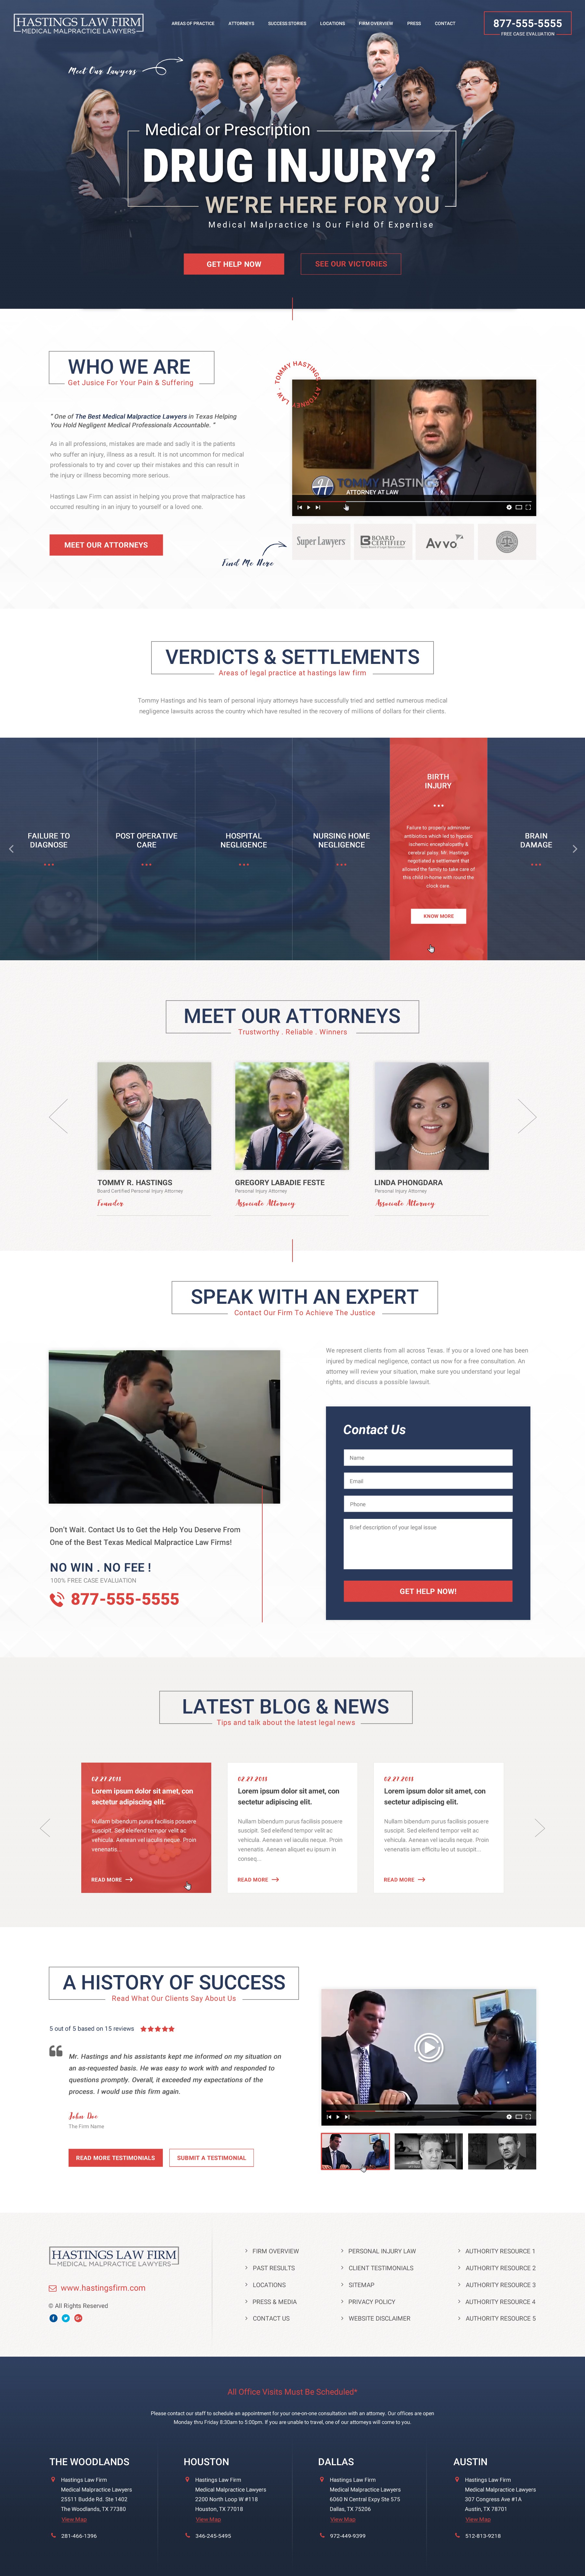 HASTINGS LAW FIRM
MEDICAL MALPRACTICE LAWYERS
AREAS OF PRACTICE
ATTORNEYS
SUCCESS STORIES
LOCATIONS
FIRM OVERVIEW
PRESS
CONTACT
877-555-5555
FREE CASE EVALUATION
Meet Our Lawyers
Medical or Prescription
DRUG INJURY?
WE'RE HERE FOR YOU
Medical Malpractice Is Our Field Of Expertise
GET HELP NOW
SEE OUR VICTORIES
WHO WE ARE
Get Jusice For Your Pain & Suffering
" One of The Best Medical Malpractice Lawyers in Texas Helping
You Hold Negligent Medical Professionals Accountable. "
As in all professions, mistakes are made and sadly it is the patients
who suffer an injury, illness as a result. It is not uncommon for medical
professionals to try and cover up their mistakes and this can result in
the injury or illness becoming more serious.
Hastings Law Firm can assist in helping you prove that malpractice has
occurred resulting in an injury to yourself or a loved one.
MEET OUR ATTORNEYS
Find Me Here
TOMMY HASTINGS · ATTORNEY AT LAW ·
TOMMY HASTINGS
ATTORNEY AT LAW
Super Lawyers
BOARD CERTIFIED
Avvo
VERDICTS & SETTLEMENTS
Areas of legal practice at hastings law firm
Tommy Hastings and his team of personal injury attorneys have successfully tried and settled numerous medical
negligence lawsuits across the country which have resulted in the recovery of millions of dollars for their clients.
FAILURE TO
DIAGNOSE
POST OPERATIVE
CARE
HOSPITAL
NEGLIGENCE
NURSING HOME
NEGLIGENCE
BIRTH
INJURY
Failure to properly administer
antibiotics which led to hypoxic
ischemic encephalopathy &
cerebral palsy. Mr. Hastings
negotiated a settlement that
allowed the family to take care of
this child in-home with round the
clock care.
KNOW MORE
BRAIN
DAMAGE
MEET OUR ATTORNEYS
Trustworthy . Reliable . Winners
TOMMY R. HASTINGS
Board Certified Personal Injury Attorney
Founder
GREGORY LABADIE FESTE
Personal Injury Attorney
Associate Attorney
LINDA PHONGDARA
Personal Injury Attorney
Associate Attorney
SPEAK WITH AN EXPERT
Contact Our Firm To Achieve The Justice
We represent clients from all across Texas. If you or a loved one has been
injured by medical negligence, contact us now for a free consultation. An
attorney will review your situation, make sure you understand your legal
rights, and discuss a possible lawsuit.
Contact Us
Name
Email
Phone
Brief description of your legal issue
GET HELP NOW!
Don't Wait. Contact Us to Get the Help You Deserve From
One of the Best Texas Medical Malpractice Law Firms!
NO WIN . NO FEE !
100% FREE CASE EVALUATION
877-555-5555
LATEST BLOG & NEWS
Tips and talk about the latest legal news
02.27.2018
Lorem ipsum dolor sit amet, con
sectetur adipiscing elit.
Nullam bibendum purus facilisis posuere
suscipit. Sed eleifend tempor velit ac
vehicula. Aenean vel iaculis neque. Proin
venenatis...
READ MORE
02.27.2018
Lorem ipsum dolor sit amet, con
sectetur adipiscing elit.
Nullam bibendum purus facilisis posuere
suscipit. Sed eleifend tempor velit ac
vehicula. Aenean aliquet eu ipsum in
conseq...
READ MORE
02.27.2018
Lorem ipsum dolor sit amet, con
sectetur adipiscing elit.
Nullam bibendum purus facilisis posuere
suscipit. Sed eleifend tempor velit ac
vehicula. Aenean vel iaculis neque. Proin
venenatis iam efficitu leo ut suscipit...
READ MORE
A HISTORY OF SUCCESS
Read What Our Clients Say About Us
5 out of 5 based on 15 reviews
Mr. Hastings and his assistants kept me informed on my situation on
an as-requested basis. He was easy to work with and responded to
questions promptly. Overall, it exceeded my expectations of the
process. I would use this firm again.
John Doe
The Firm Name
READ MORE TESTIMONIALS
SUBMIT A TESTIMONIAL
HASTINGS LAW FIRM
MEDICAL MALPRACTICE LAWYERS
www.hastingsfirm.com
© All Rights Reserved
FIRM OVERVIEW
PAST RESULTS
LOCATIONS
PRESS & MEDIA
CONTACT US
PERSONAL INJURY LAW
CLIENT TESTIMONIALS
SITEMAP
PRIVACY POLICY
WEBSITE DISCLAIMER
AUTHORITY RESOURCE 1
AUTHORITY RESOURCE 2
AUTHORITY RESOURCE 3
AUTHORITY RESOURCE 4
AUTHORITY RESOURCE 5
All Office Visits Must Be Scheduled*
Please contact our staff to schedule an appointment for your one-on-one consultation with an attorney. Our offices are open
Monday thru Friday 8:30am to 5:00pm. If you are unable to travel, one of our attorneys will come to you.
THE WOODLANDS
Hastings Law Firm
Medical Malpractice Lawyers
25511 Budde Rd. Ste 1402
The Woodlands, TX 77380
View Map
281-466-1396
HOUSTON
Hastings Law Firm
Medical Malpractice Lawyers
2200 North Loop W #118
Houston, TX 77018
View Map
346-245-5495
DALLAS
Hastings Law Firm
Medical Malpractice Lawyers
6060 N Central Expy Ste 575
Dallas, TX 75206
View Map
972-449-9399
AUSTIN
Hastings Law Firm
Medical Malpractice Lawyers
307 Congress Ave #1A
Austin, TX 78701
View Map
512-813-9218